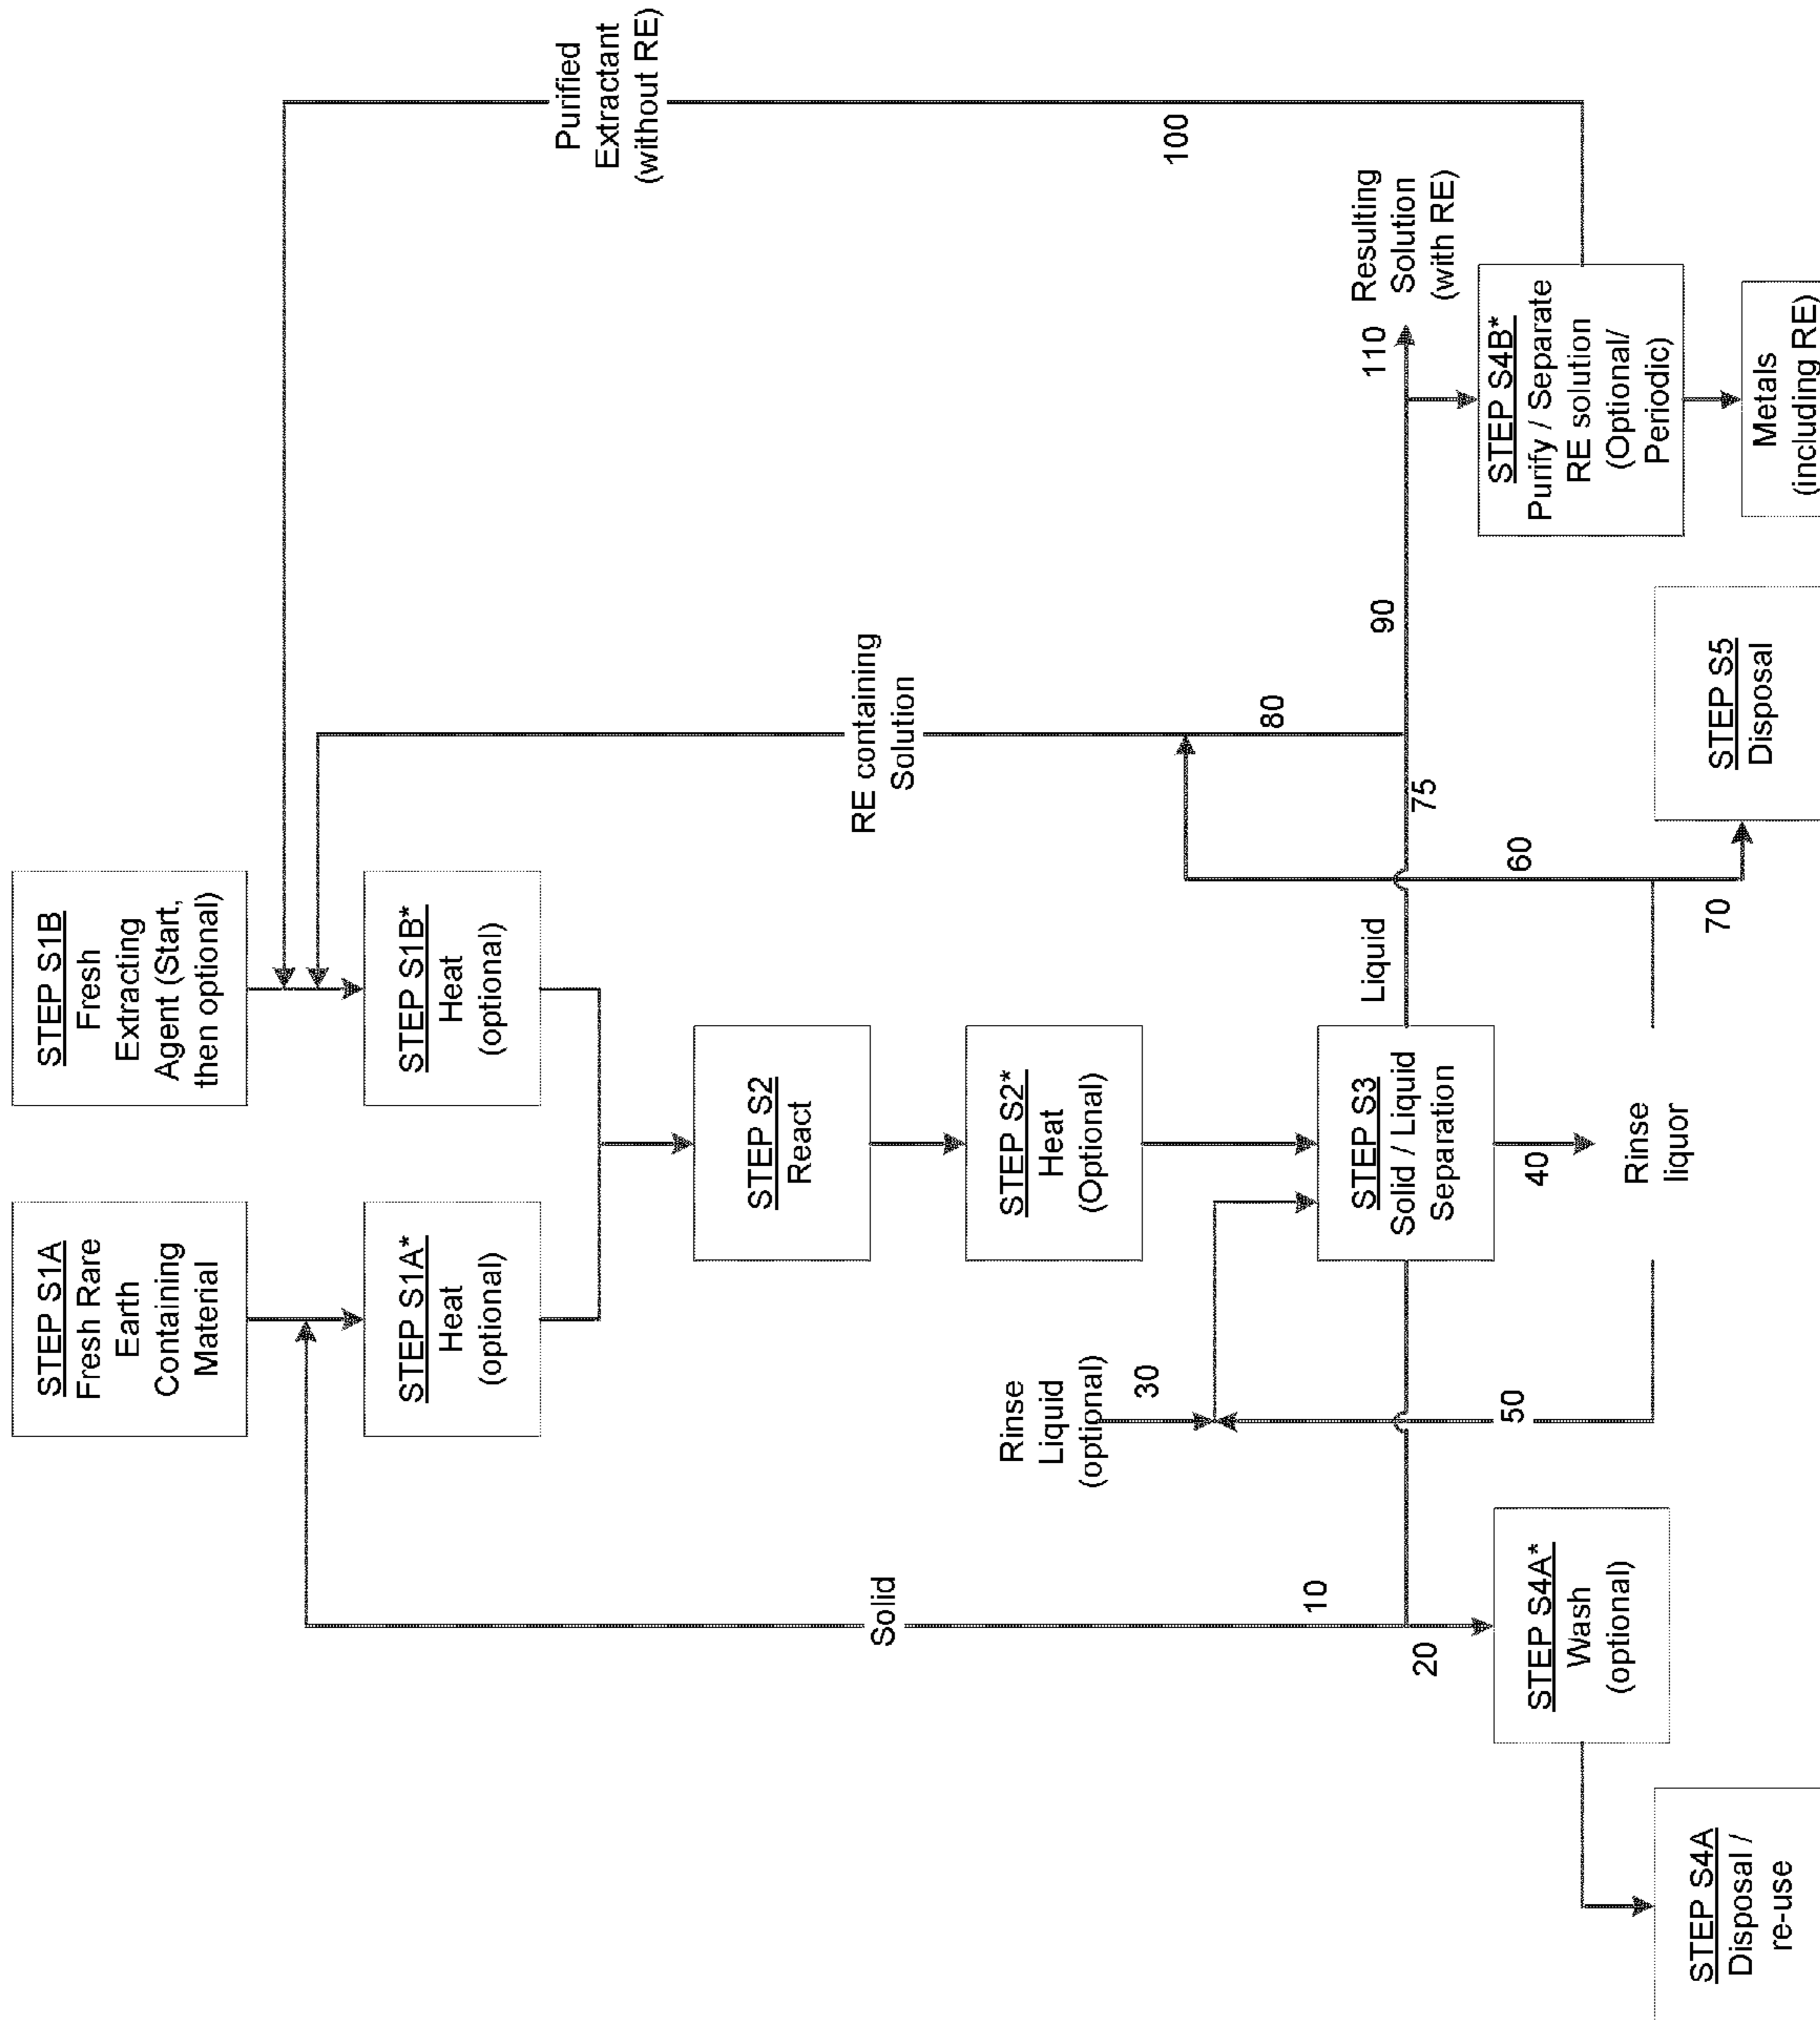 STEP S1A
Fresh Rare
Earth
Containing
Material
STEP S1B
Fresh
Extracting
Agent (Start,
then optional)
Purified
Extractant
(without RE)
STEP S1A*
Heat
(optional)
STEP S1B*
Heat
(optional)
STEP S2
React
Solid
RE containing
Solution
STEP S2*
Heat
(Optional)
Rinse
Liquid
(optional)
30
100
10
STEP S3
Solid / Liquid
Separation
Liquid
80
75
90
110
Resulting
Solution
(with RE)
20
50
40
60
STEP S4A*
Wash
(optional)
Rinse
liquor
70
STEP S4B*
Purify / Separate
RE solution
(Optional/
Periodic)
STEP S4A
Disposal /
re-use
STEP S5
Disposal
Metals
(including RE)